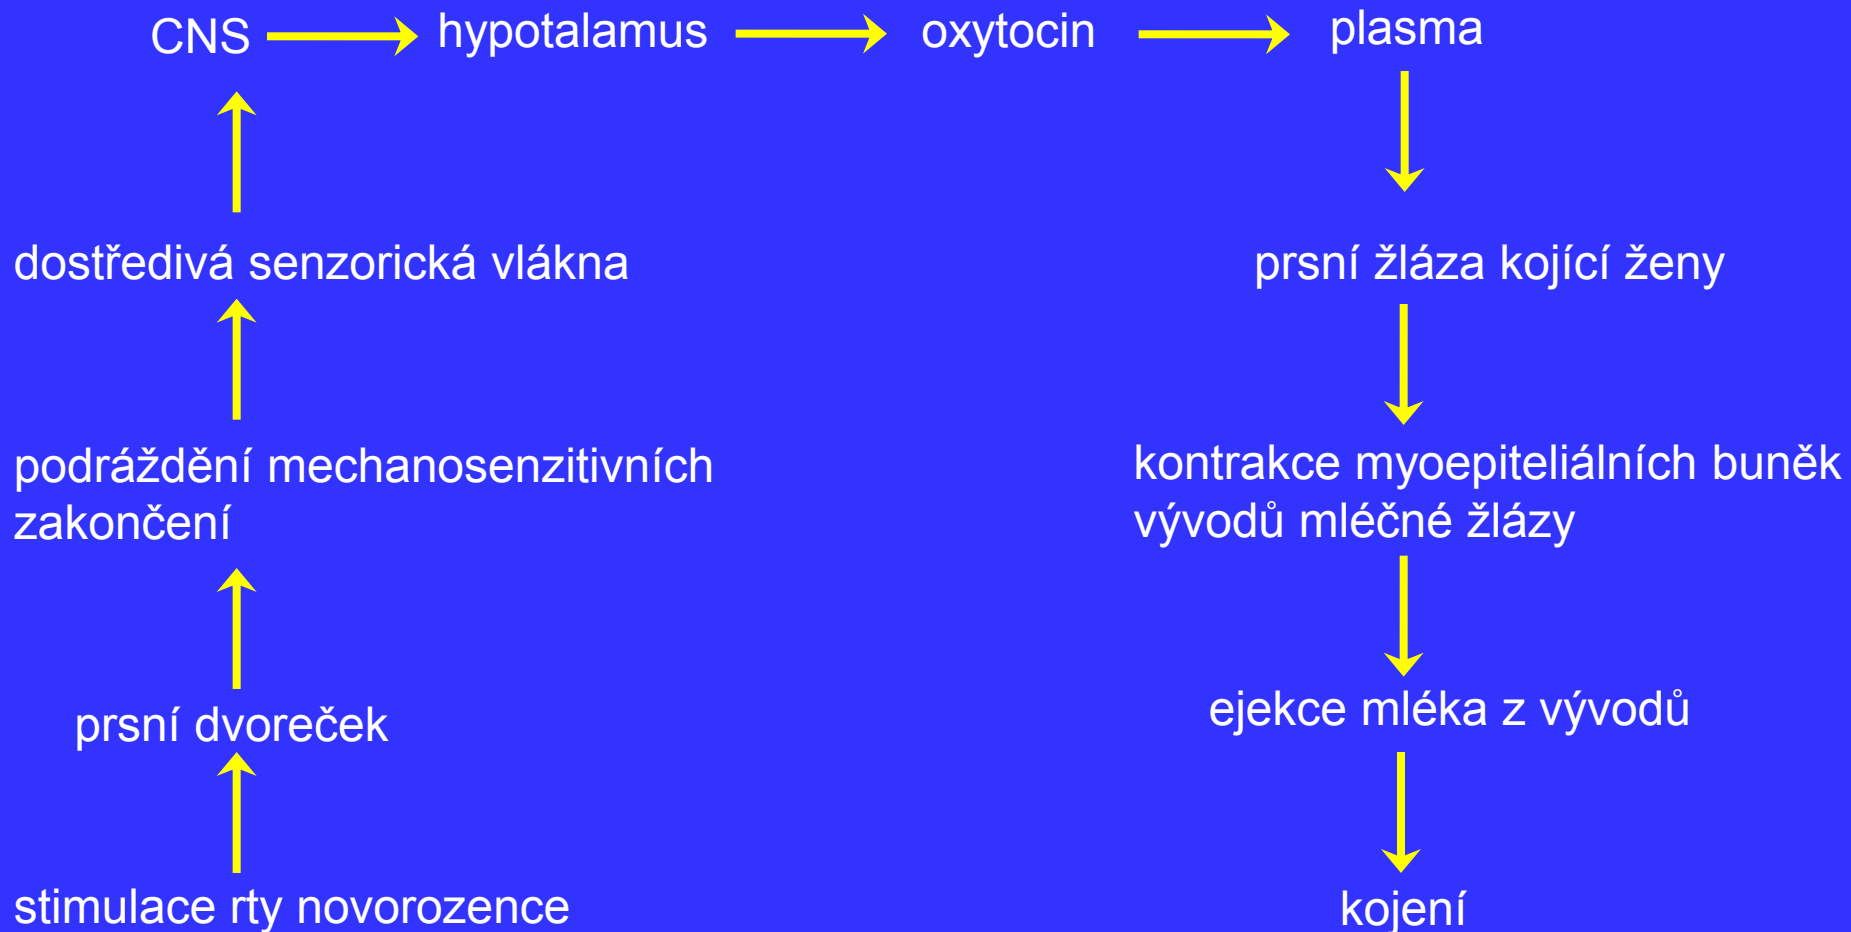 CNS
hypotalamus
oxytocin
plasma
dostředivá senzorická vlákna
prsní žláza kojící ženy
podráždění mechanosenzitivních
zakončení
kontrakce myoepiteliálních buněk
vývodů mléčné žlázy
prsní dvoreček
ejekce mléka z vývodů
stimulace rty novorozence
kojení